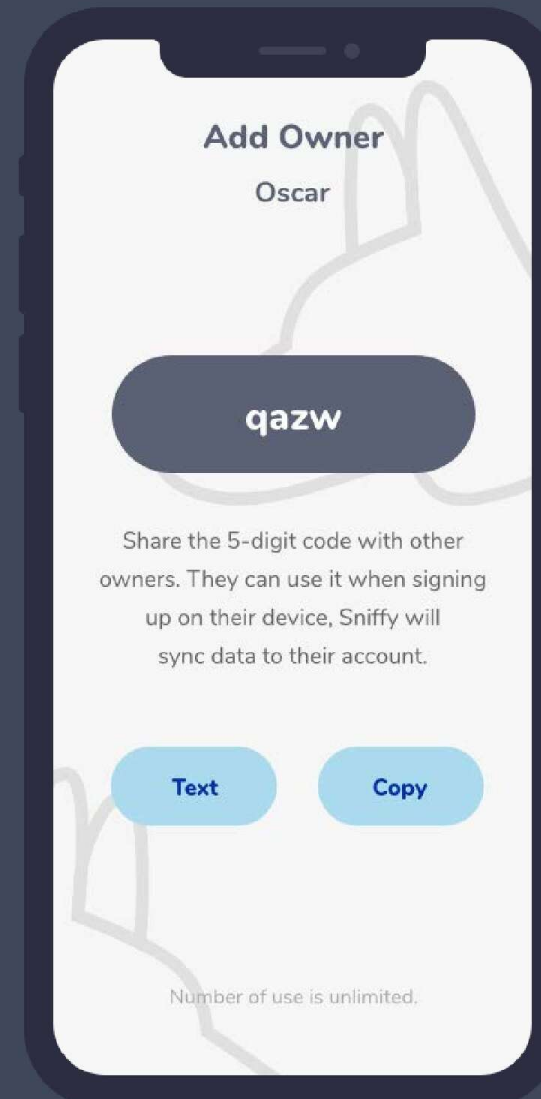 Add Owner
Oscar
qazw
Share the 5-digit code with other
owners. They can use it when signing
up on their device, Sniffy will
sync data to their account.
Text
Copy
Number of use is unlimited.